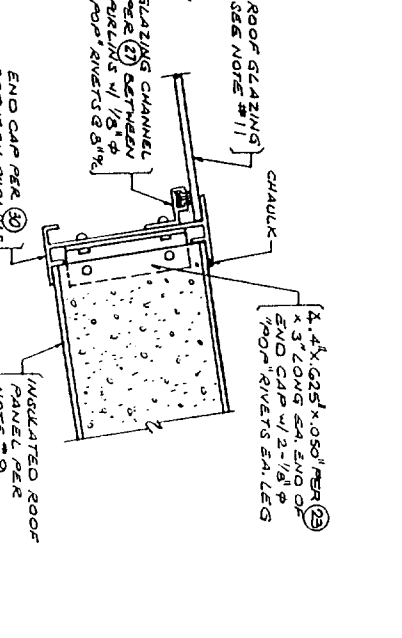 ROOF GLAZING
SEE NOTE #11
GLAZING CHANNEL
PER 27 BETWEEN
PURLINS W/ 1/8" φ
"POP" RIVETS @ 8" %
CHAULK
4.4" X .625" X .050" PER 23
X 3" LONG EA. END OF
END CAP W/ 2-1/8" φ
"POP" RIVETS EA. LEG
END CAP PER 30
INSULATED ROOF
PANEL PER